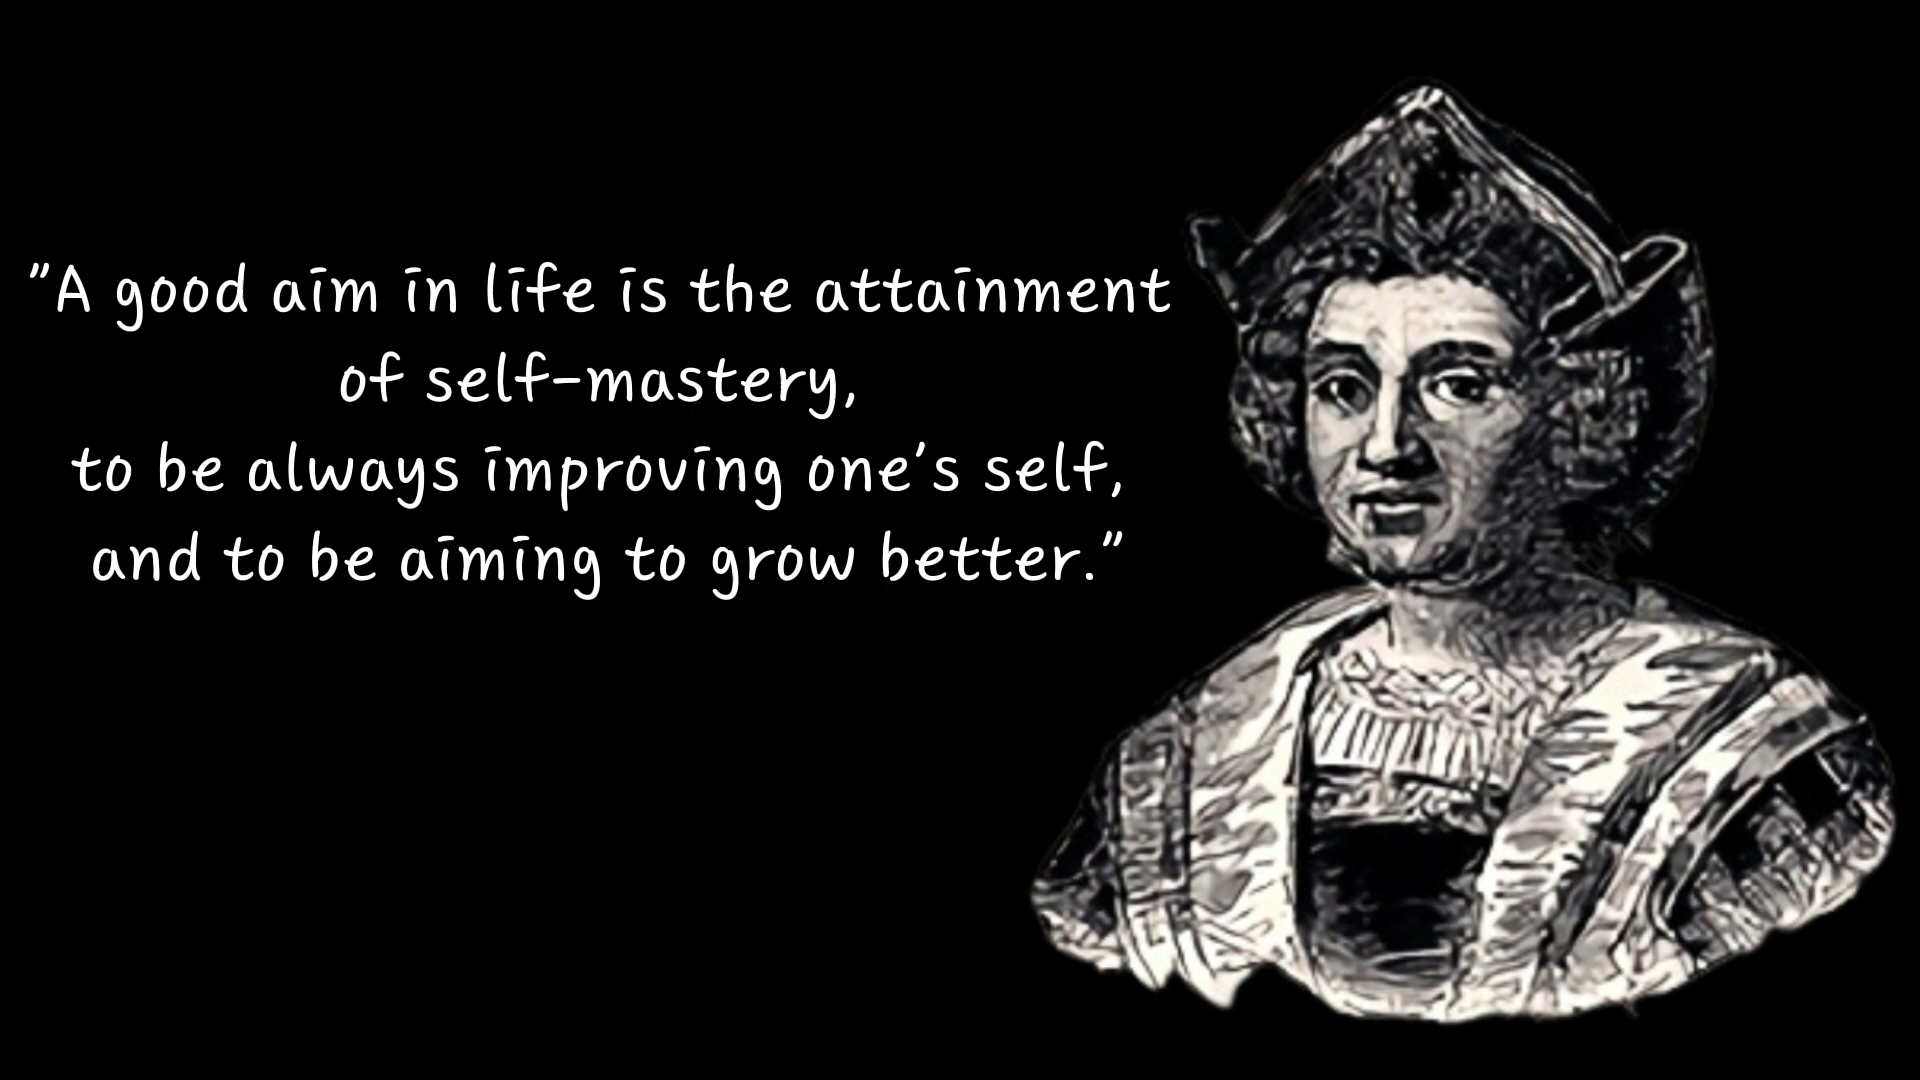 "A good aim in life is the attainment
of self-mastery,
to be always improving one's self,
and to be aiming to grow better."